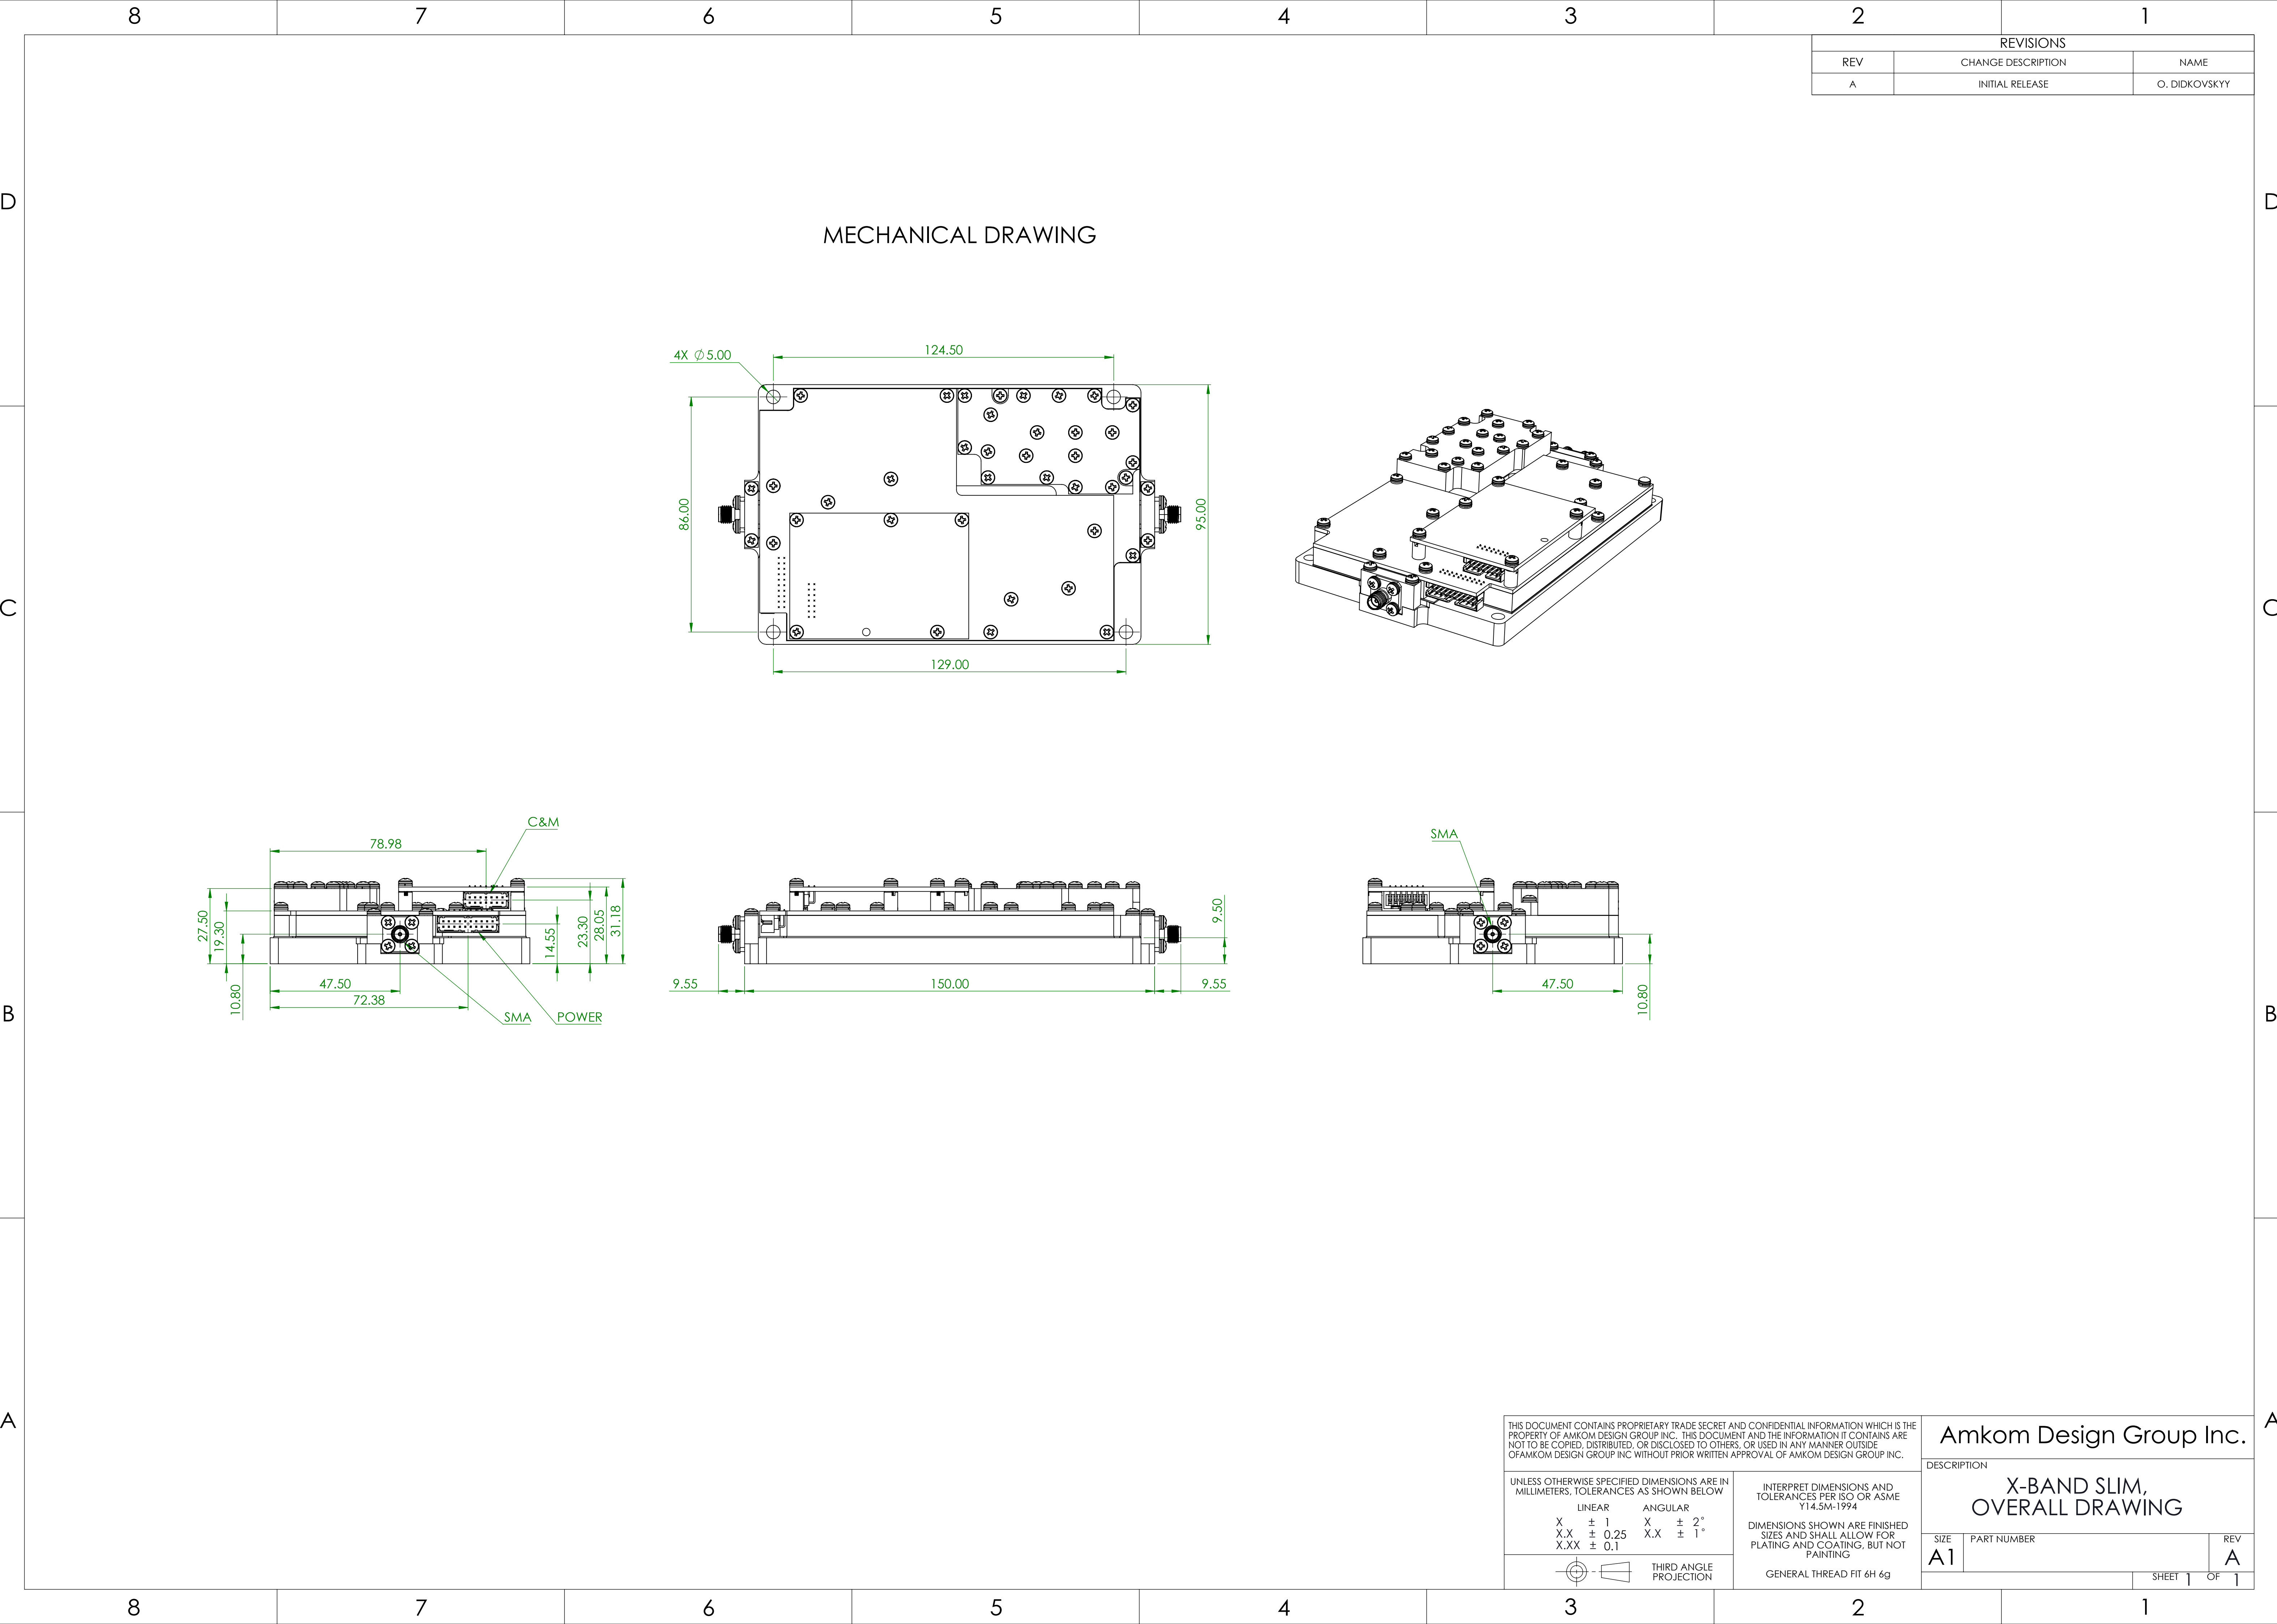 8 7 6 5 4 3 2 1
REVISIONS
REV CHANGE DESCRIPTION NAME
A INITIAL RELEASE O. DIDKOVSKYY
D D
MECHANICAL DRAWING
4X ∅5.00
124.50
86.00
95.00
129.00
C C
C&M
78.98
27.50
19.30
10.80
47.50
72.38
14.55
23.30
28.05
31.18
SMA
POWER
9.50
9.55
150.00
9.55
SMA
47.50
10.80
B B
A A
THIS DOCUMENT CONTAINS PROPRIETARY TRADE SECRET AND CONFIDENTIAL INFORMATION WHICH IS THE
PROPERTY OF AMKOM DESIGN GROUP INC. THIS DOCUMENT AND THE INFORMATION IT CONTAINS ARE
NOT TO BE COPIED, DISTRIBUTED, OR DISCLOSED TO OTHERS, OR USED IN ANY MANNER OUTSIDE
OFAMKOM DESIGN GROUP INC WITHOUT PRIOR WRITTEN APPROVAL OF AMKOM DESIGN GROUP INC.
UNLESS OTHERWISE SPECIFIED DIMENSIONS ARE IN
MILLIMETERS, TOLERANCES AS SHOWN BELOW
LINEAR ANGULAR
X ± 1 X ± 2°
X.X ± 0.25 X.X ± 1°
X.XX ± 0.1
THIRD ANGLE
PROJECTION
INTERPRET DIMENSIONS AND
TOLERANCES PER ISO OR ASME
Y14.5M-1994
DIMENSIONS SHOWN ARE FINISHED
SIZES AND SHALL ALLOW FOR
PLATING AND COATING, BUT NOT
PAINTING
GENERAL THREAD FIT 6H 6g
Amkom Design Group Inc.
DESCRIPTION
X-BAND SLIM,
OVERALL DRAWING
SIZE PART NUMBER REV
A1 A
SHEET 1 OF 1
8 7 6 5 4 3 2 1